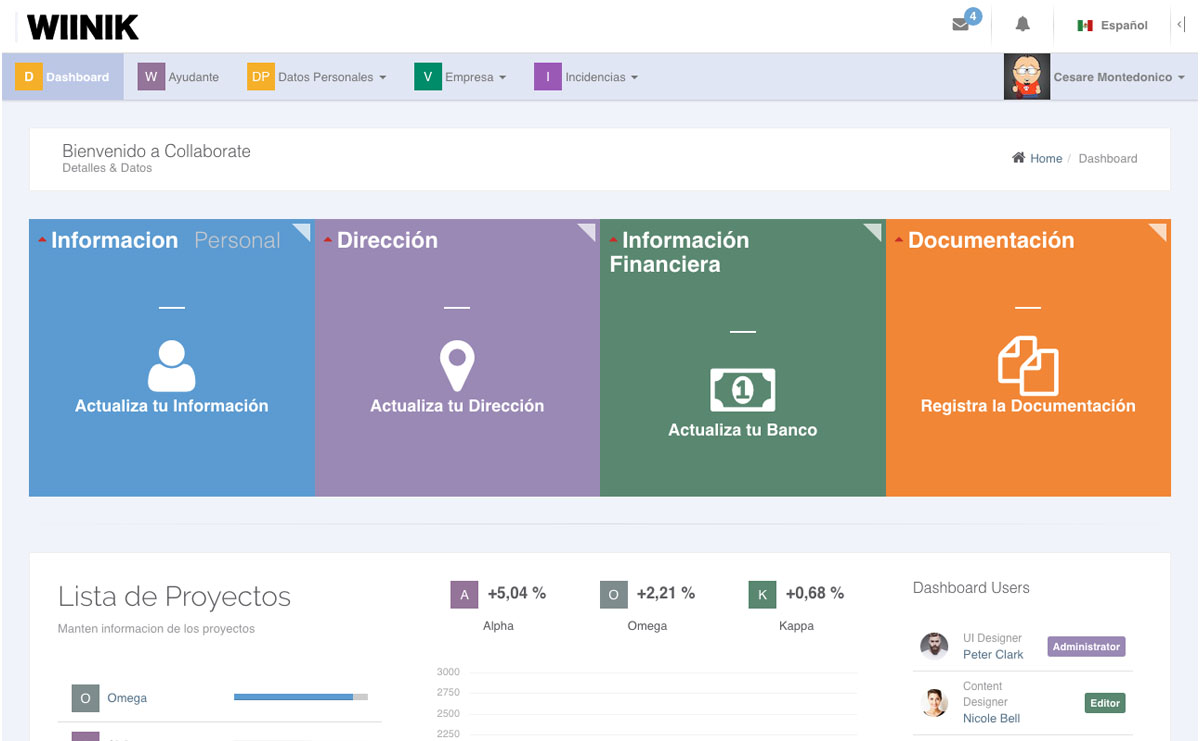 WIINIK
4
Español
D Dashboard
W Ayudante
DP Datos Personales
V Empresa
I Incidencias
Cesare Montedonico
Bienvenido a Collaborate
Detalles & Datos
Home / Dashboard
Informacion Personal
Actualiza tu Información
Dirección
Actualiza tu Dirección
Información
Financiera
1
Actualiza tu Banco
Documentación
Registra la Documentación
Lista de Proyectos
Manten informacion de los proyectos
O Omega
A +5,04 %
Alpha
O +2,21 %
Omega
K +0,68 %
Kappa
3000
2750
2500
2250
Dashboard Users
UI Designer
Peter Clark
Administrator
Content
Designer
Nicole Bell
Editor